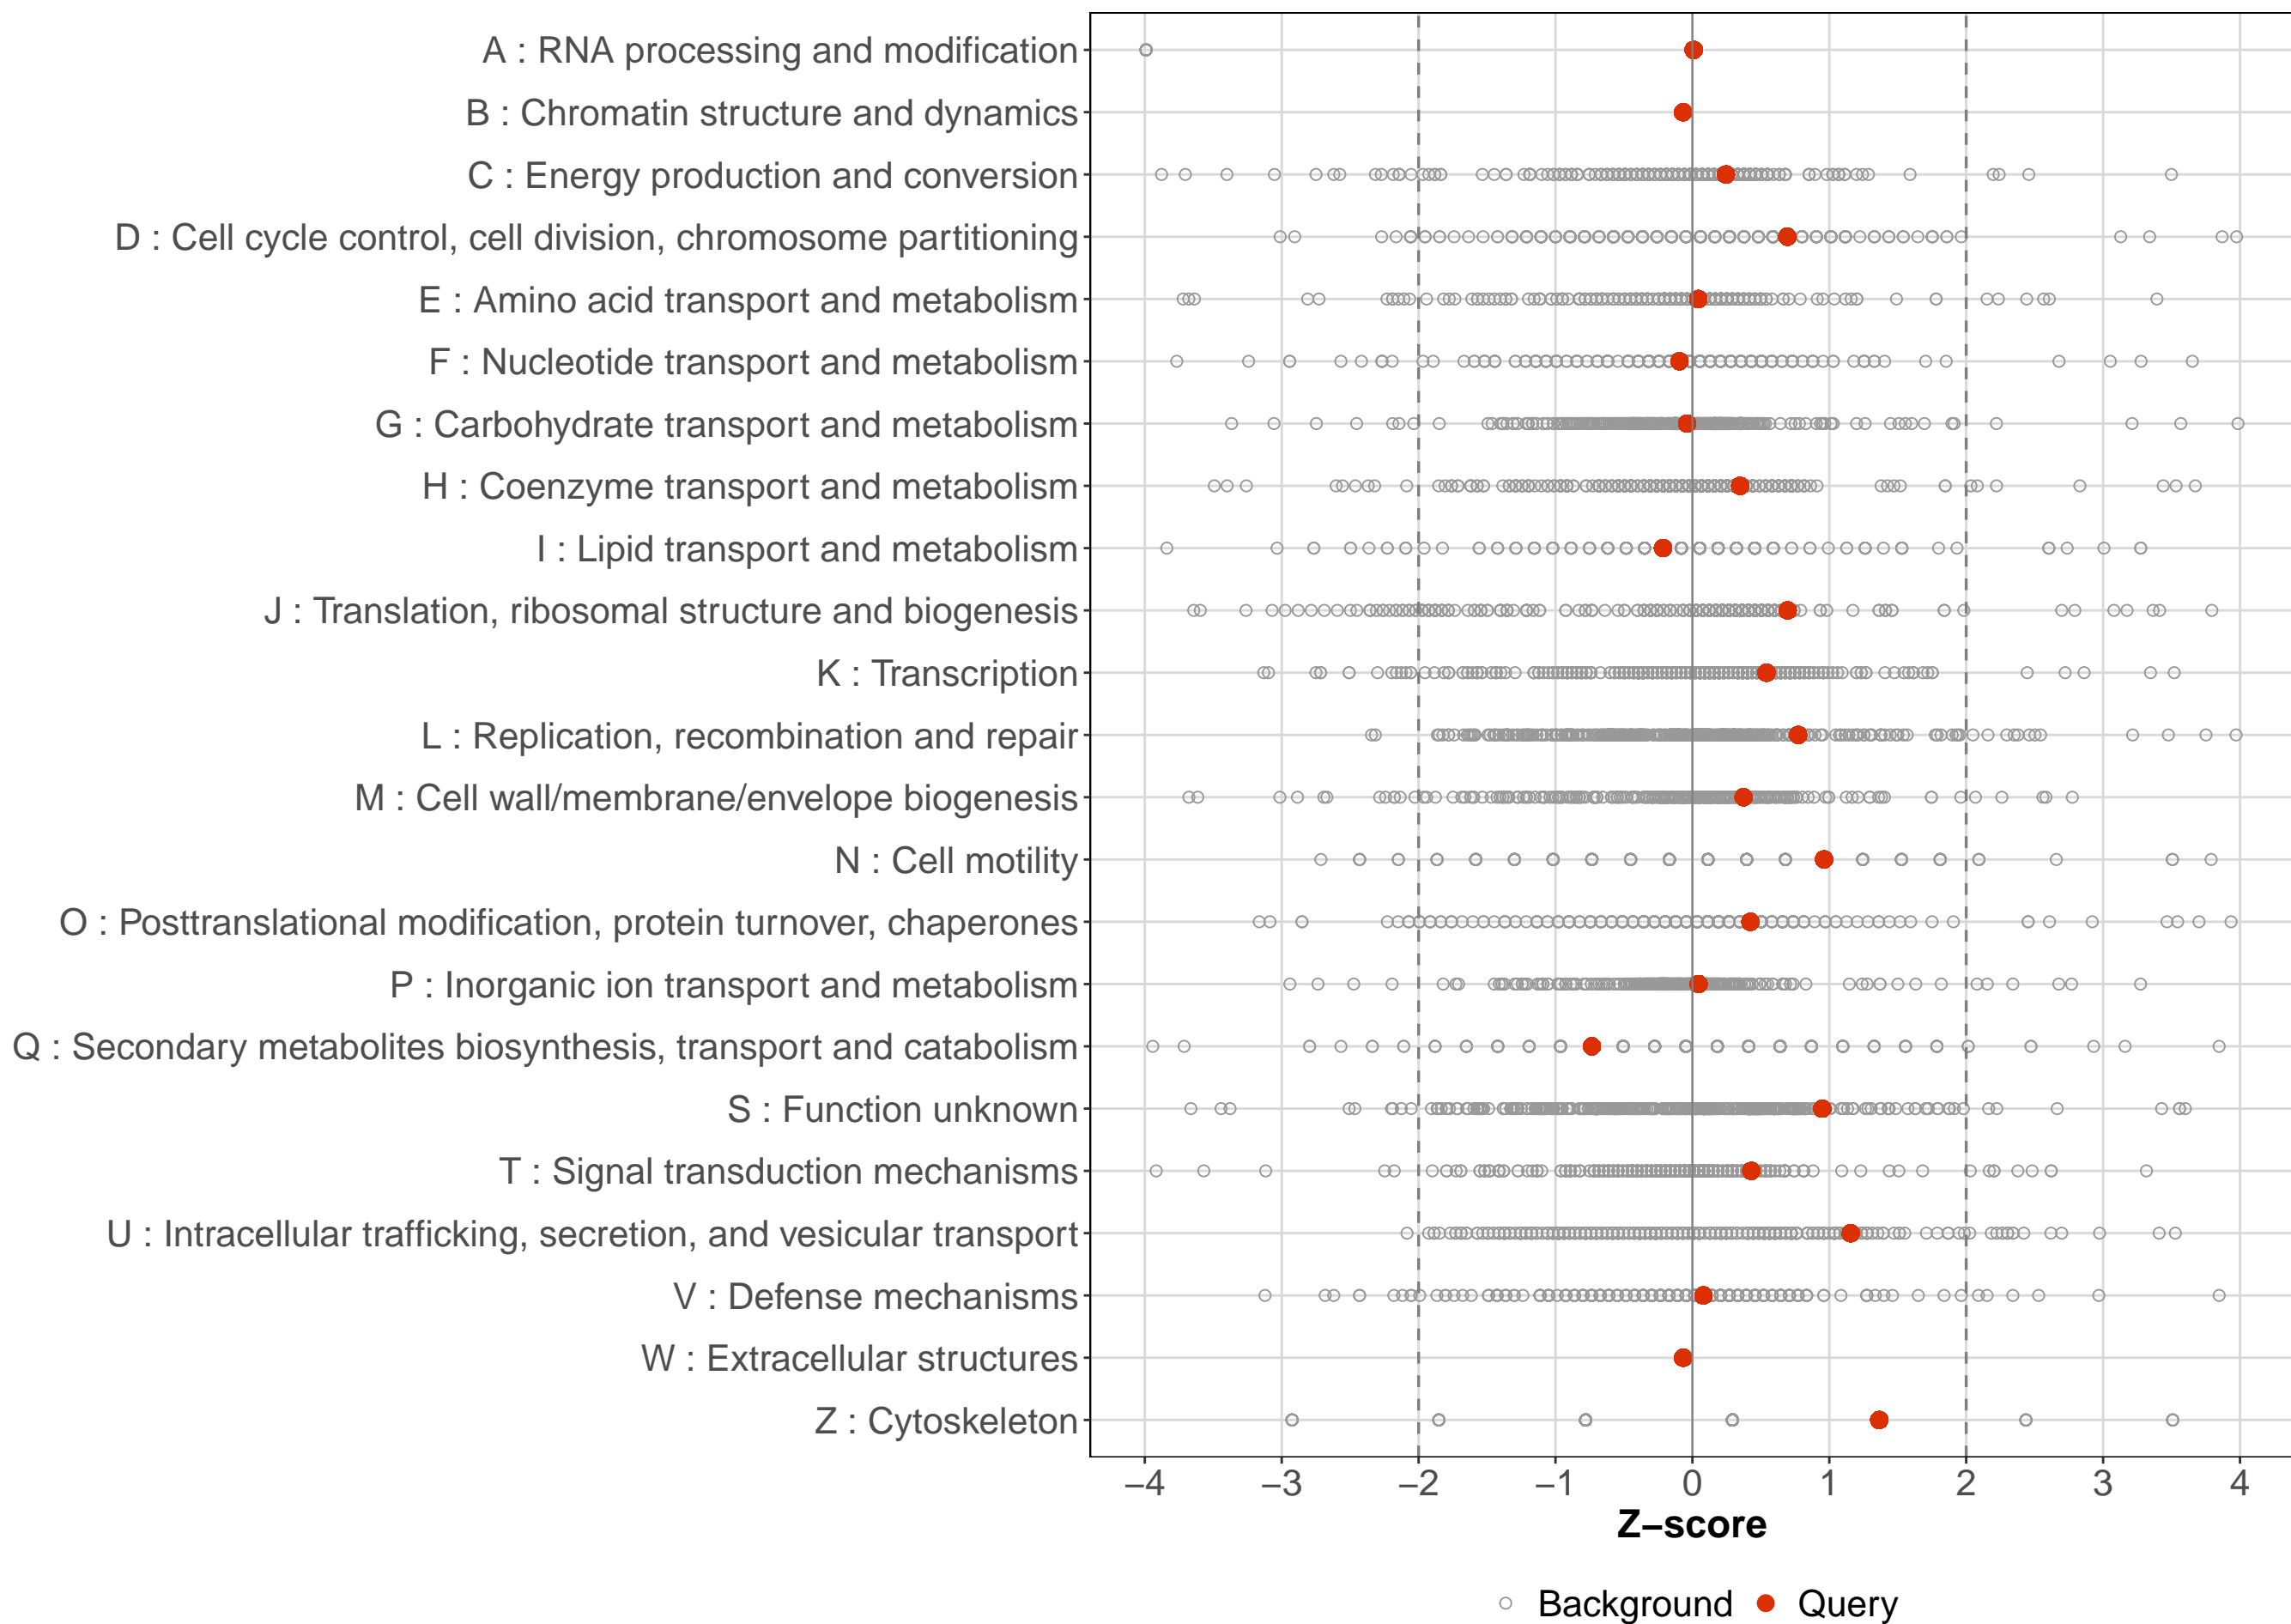 A : RNA processing and modification
B : Chromatin structure and dynamics
C : Energy production and conversion
D : Cell cycle control, cell division, chromosome partitioning
E : Amino acid transport and metabolism
F : Nucleotide transport and metabolism
G : Carbohydrate transport and metabolism
H : Coenzyme transport and metabolism
I : Lipid transport and metabolism
J : Translation, ribosomal structure and biogenesis
K : Transcription
L : Replication, recombination and repair
M : Cell wall/membrane/envelope biogenesis
N : Cell motility
O : Posttranslational modification, protein turnover, chaperones
P : Inorganic ion transport and metabolism
Q : Secondary metabolites biosynthesis, transport and catabolism
S : Function unknown
T : Signal transduction mechanisms
U : Intracellular trafficking, secretion, and vesicular transport
V : Defense mechanisms
W : Extracellular structures
Z : Cytoskeleton
−4 −3 −2 −1 0 1 2 3 4
Z−score
Background Query